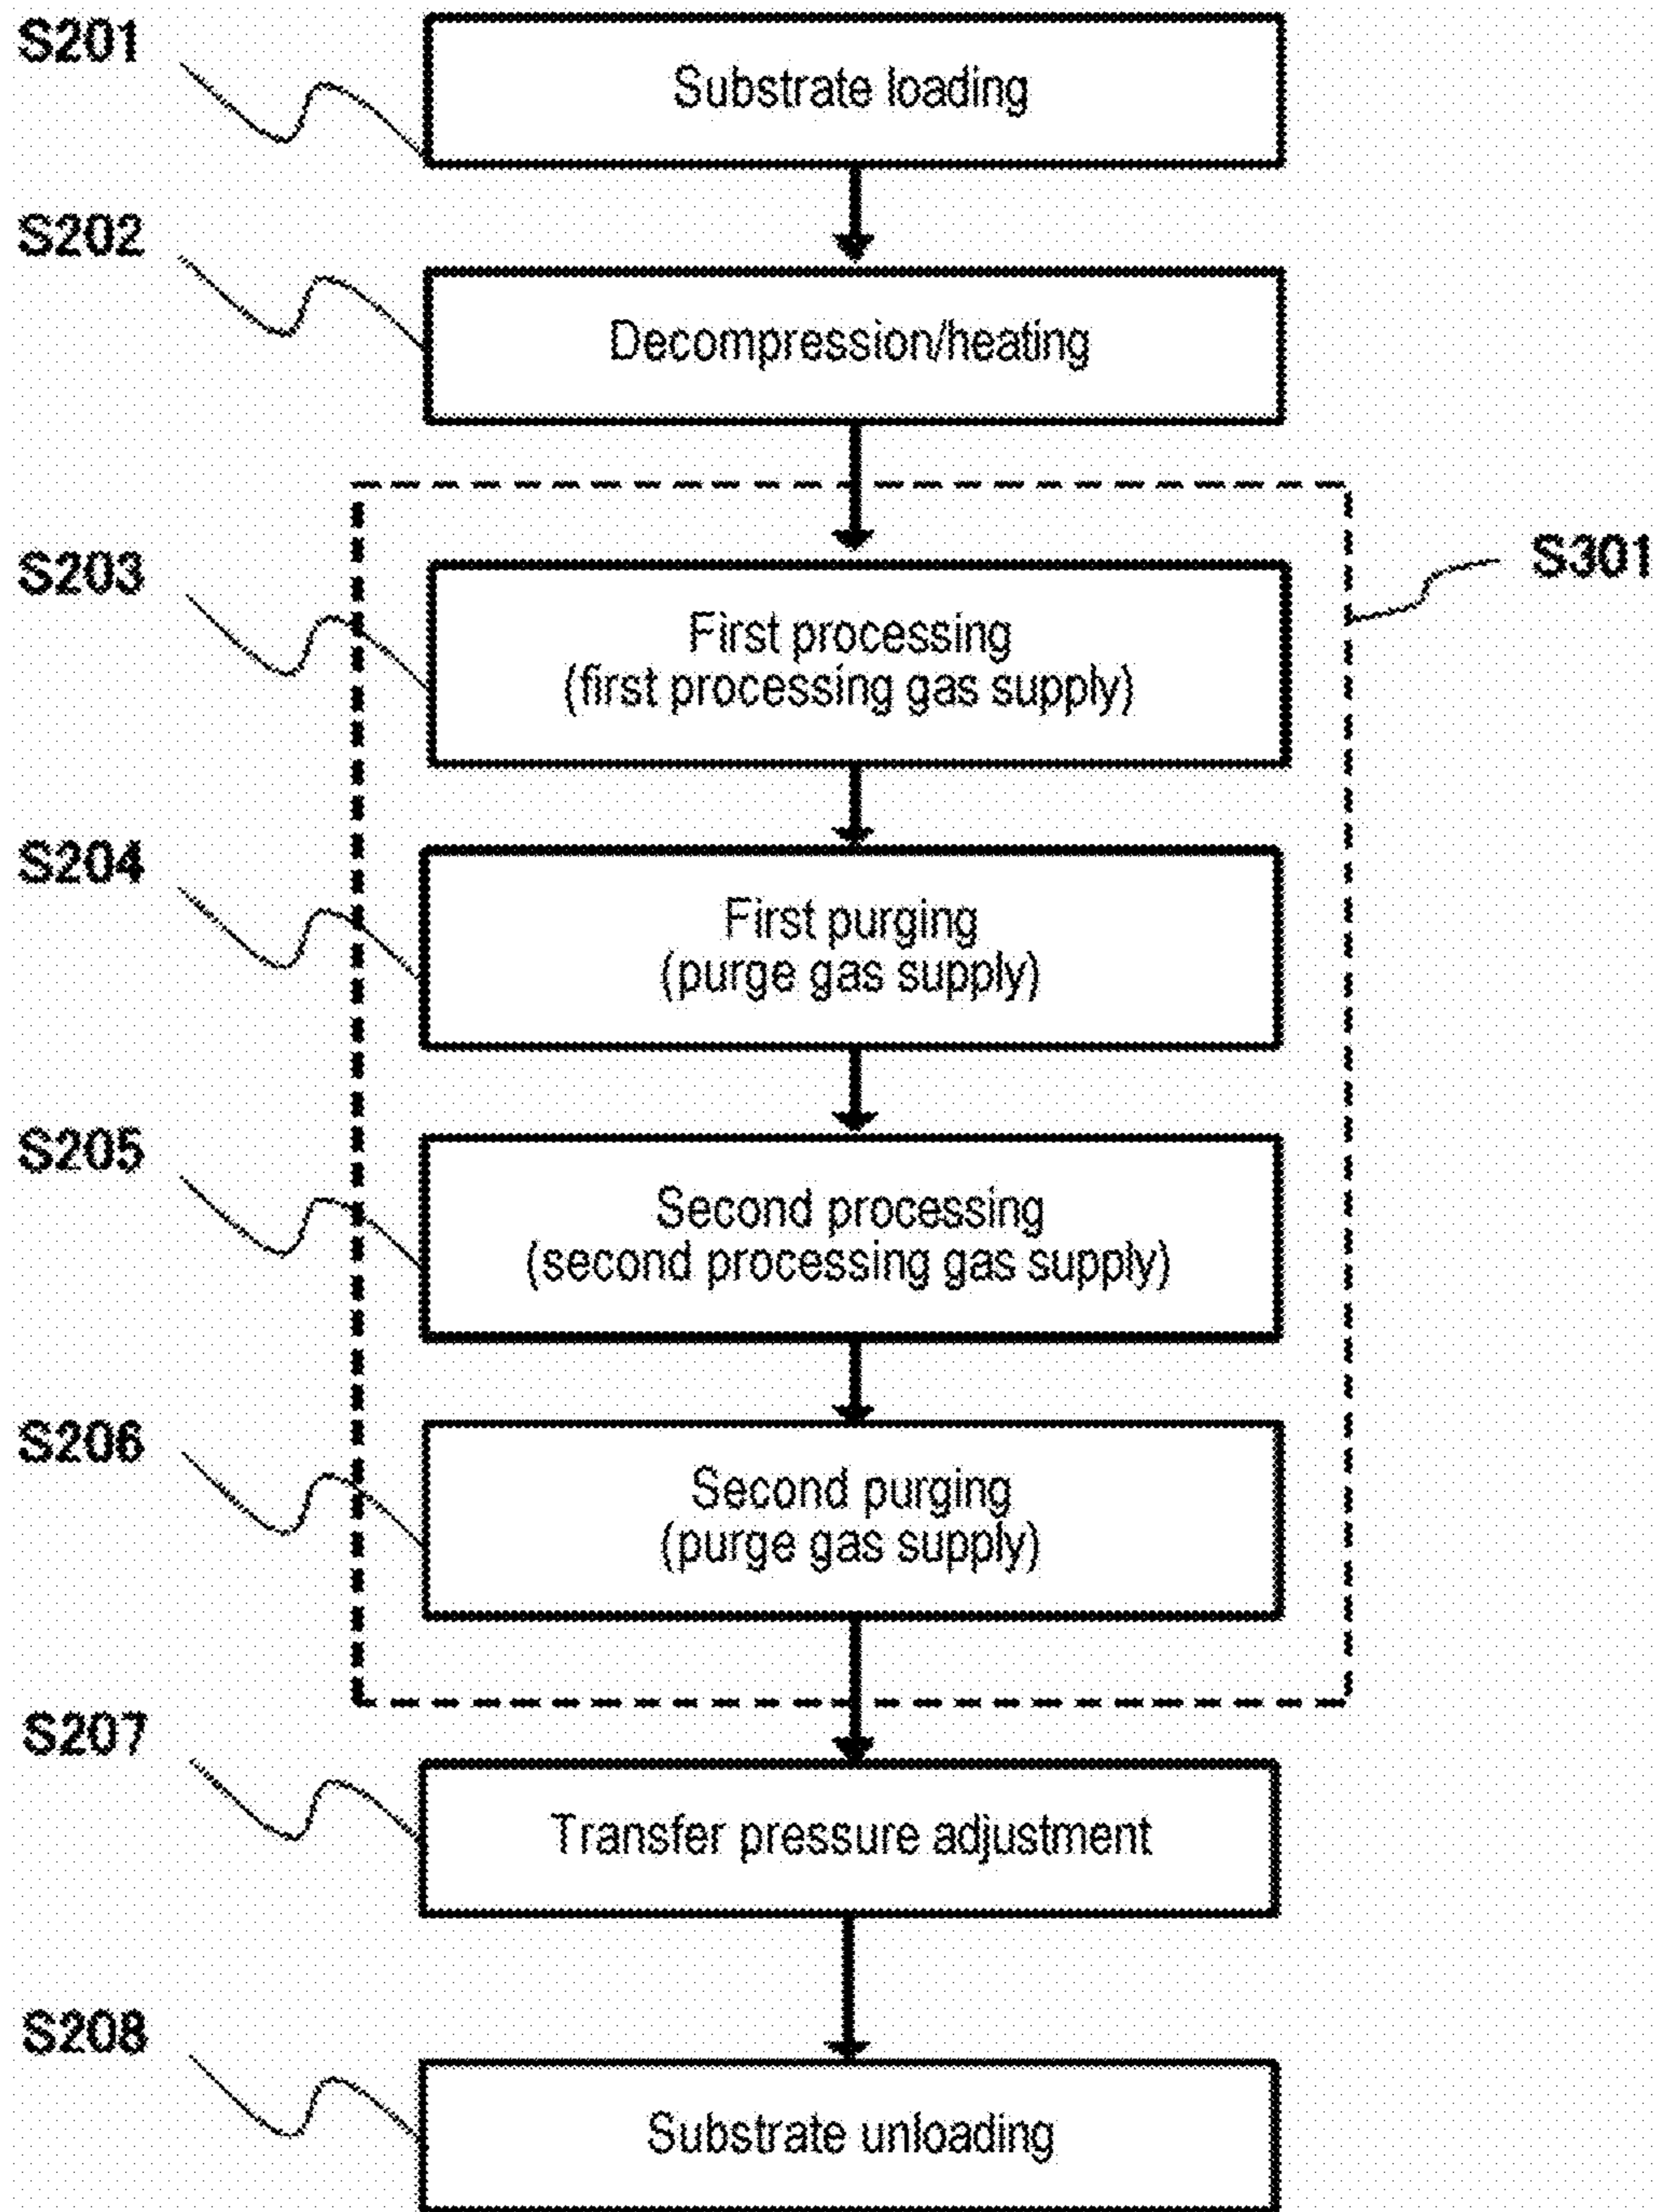 S201
Substrate loading
S202
Decompression/heating
S203
First processing
(first processing gas supply)
S301
S204
First purging
(purge gas supply)
S205
Second processing
(second processing gas supply)
S206
Second purging
(purge gas supply)
S207
Transfer pressure adjustment
S208
Substrate unloading